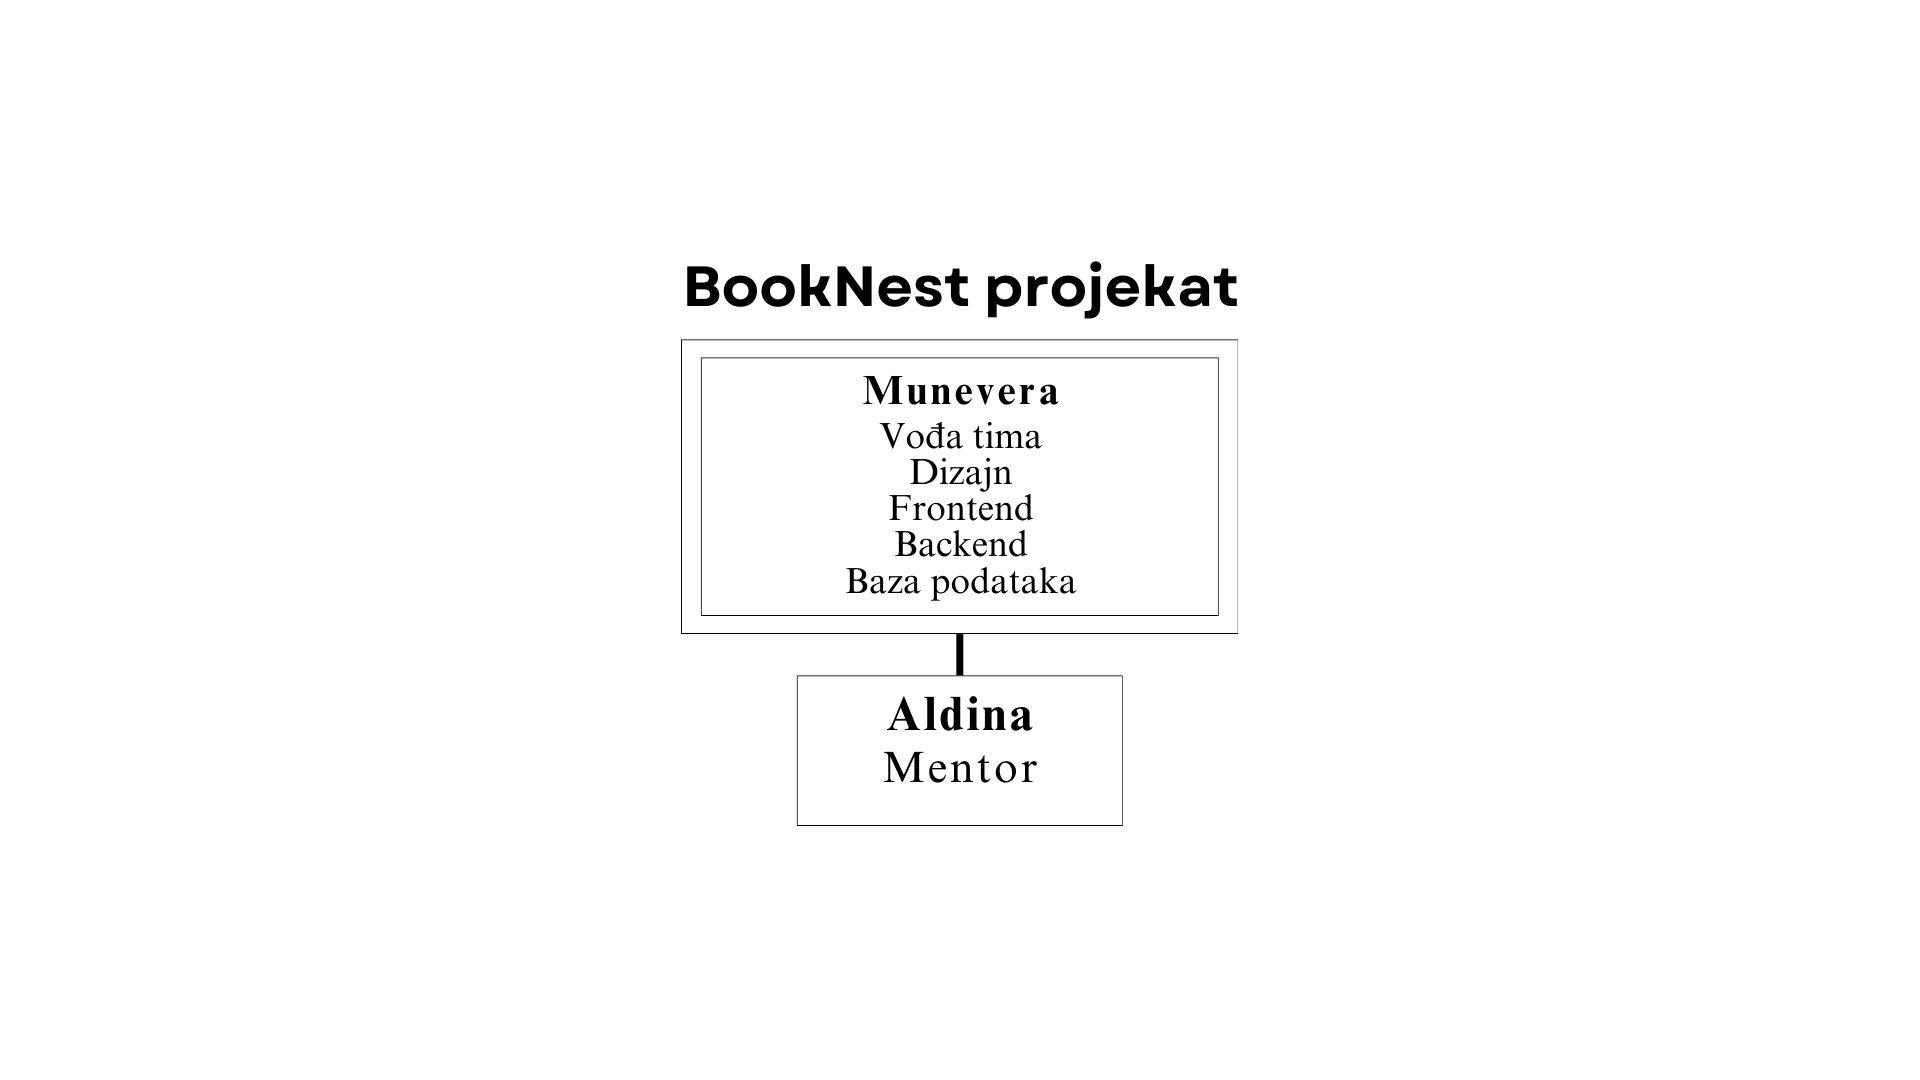 BookNest projekat
Munevera
Vođa tima
Dizajn
Frontend
Backend
Baza podataka
Aldina
Mentor